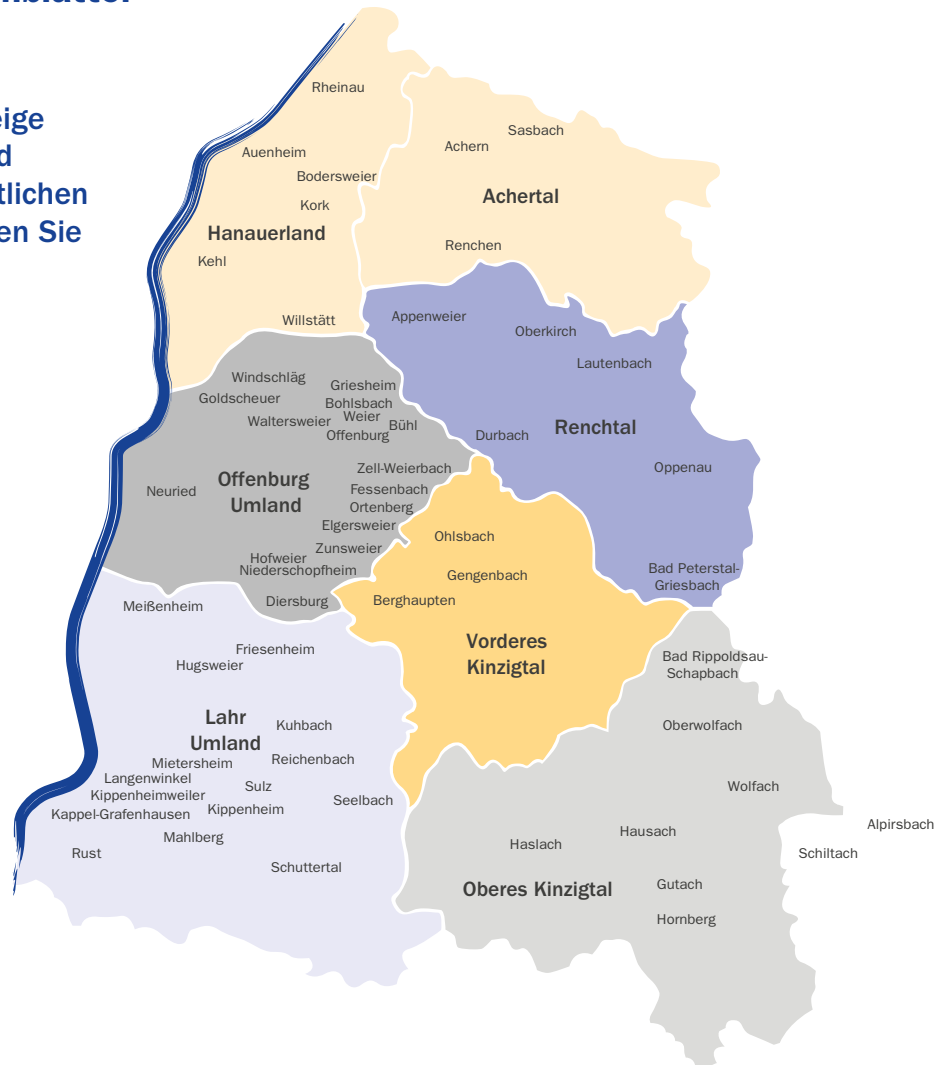 eige
d
tlichen
en Sie
Rheinau
Auenheim
Bodersweier
Kork
Hanauerland
Kehl
Willstätt
Sasbach
Achern
Achertal
Renchen
Appenweier
Oberkirch
Lautenbach
Renchtal
Durbach
Oppenau
Bad Peterstal-
Griesbach
Windschläg
Griesheim
Goldscheuer
Bohlsbach
Weier
Waltersweier
Bühl
Offenburg
Zell-Weierbach
Offenburg
Umland
Neuried
Fessenbach
Ortenberg
Elgersweier
Zunsweier
Hofweier
Niederschopfheim
Diersburg
Ohlsbach
Gengenbach
Berghaupten
Vorderes
Kinzigtal
Meißenheim
Friesenheim
Hugsweier
Lahr
Umland
Kuhbach
Mietersheim
Reichenbach
Langenwinkel
Sulz
Kippenheimweiler
Seelbach
Kappel-Grafenhausen
Kippenheim
Mahlberg
Rust
Schuttertal
Bad Rippoldsau-
Schapbach
Oberwolfach
Wolfach
Alpirsbach
Hausach
Haslach
Schiltach
Oberes Kinzigtal
Gutach
Hornberg